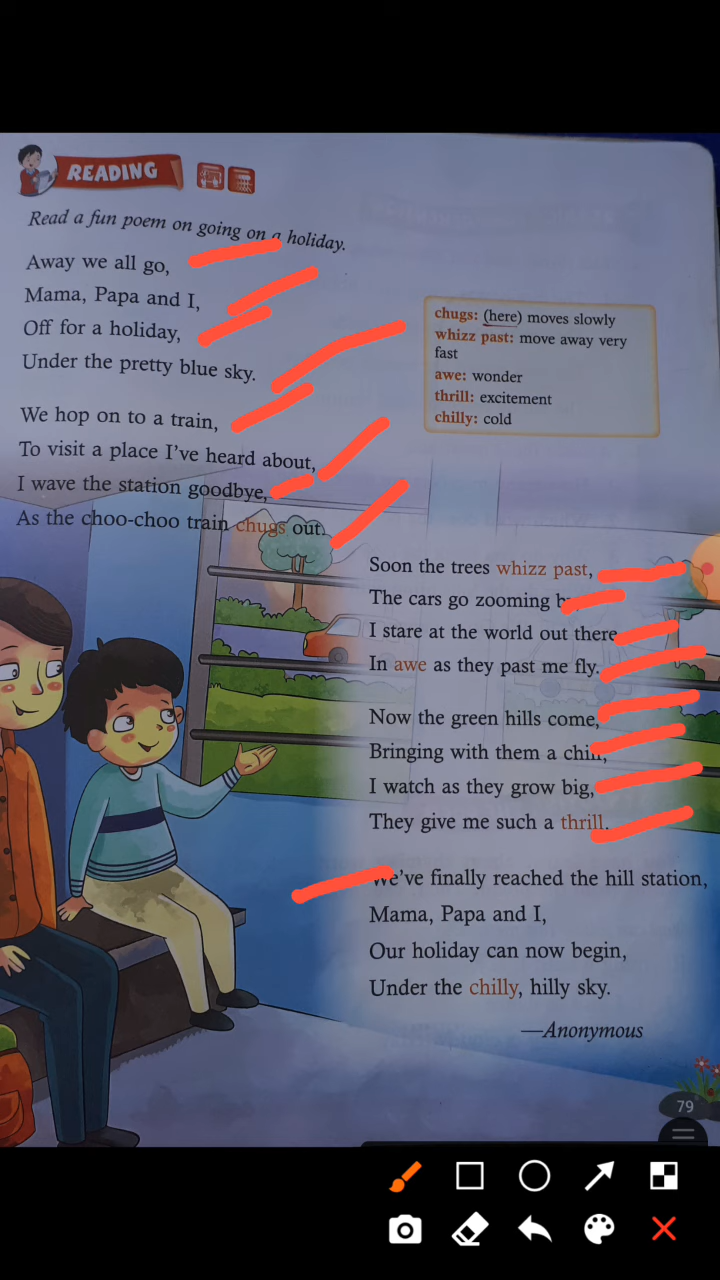 READING
Read a fun poem on going on a holiday.
Away we all go,
Mama, Papa and I,
Off for a holiday,
Under the pretty blue sky.
We hop on to a train,
To visit a place I've heard about,
I wave the station goodbye,
As the choo-choo train chugs out.
chugs: (here) moves slowly
whizz past: move away very
fast
awe: wonder
thrill: excitement
chilly: cold
Soon the trees whizz past,
The cars go zooming
I stare at the world out there
In awe as they past me fly.
Now the green hills come,
Bringing with them a chill,
I watch as they grow big,
They give me such a thrill.
We've finally reached the hill station,
Mama, Papa and I,
Our holiday can now begin,
Under the chilly, hilly sky.
—Anonymous
79